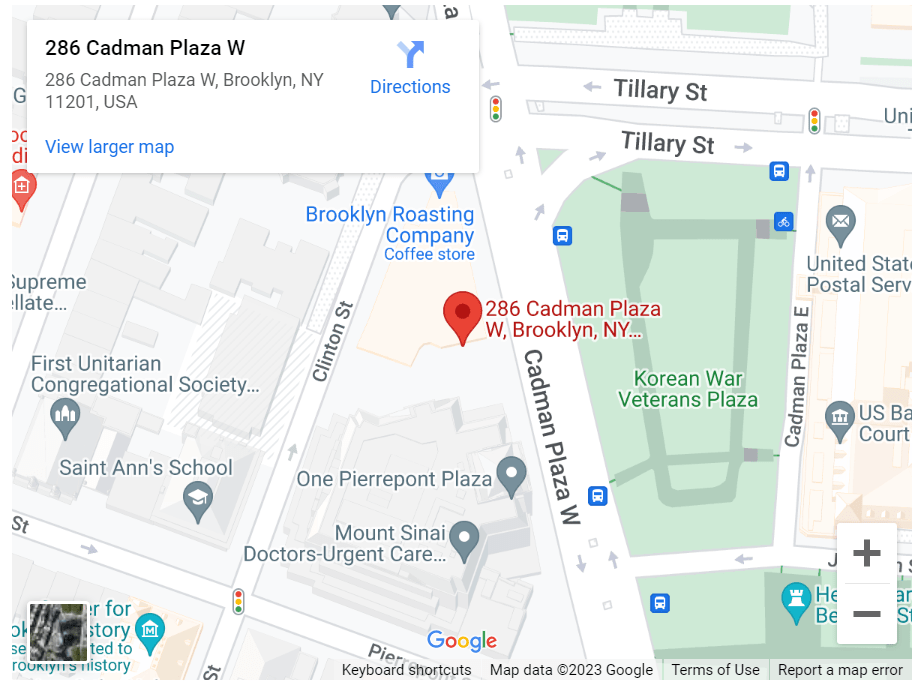 286 Cadman Plaza W
286 Cadman Plaza W, Brooklyn, NY
11201, USA
Directions
View larger map
Tillary St
Tillary St
Brooklyn Roasting
Company
Coffee store
286 Cadman Plaza
W, Brooklyn, NY...
United State
Postal Serv
Supreme
ellate...
Clinton St
Cadman Plaza W
Cadman Plaza E
First Unitarian
Congregational Society...
Korean War
Veterans Plaza
US Ba
Court
Saint Ann's School
One Pierrepont Plaza
St
Mount Sinai
Doctors-Urgent Care...
er for
story
ted to
rooklyn's history
St
Google
Keyboard shortcuts
Map data ©2023 Google
Terms of Use
Report a map error